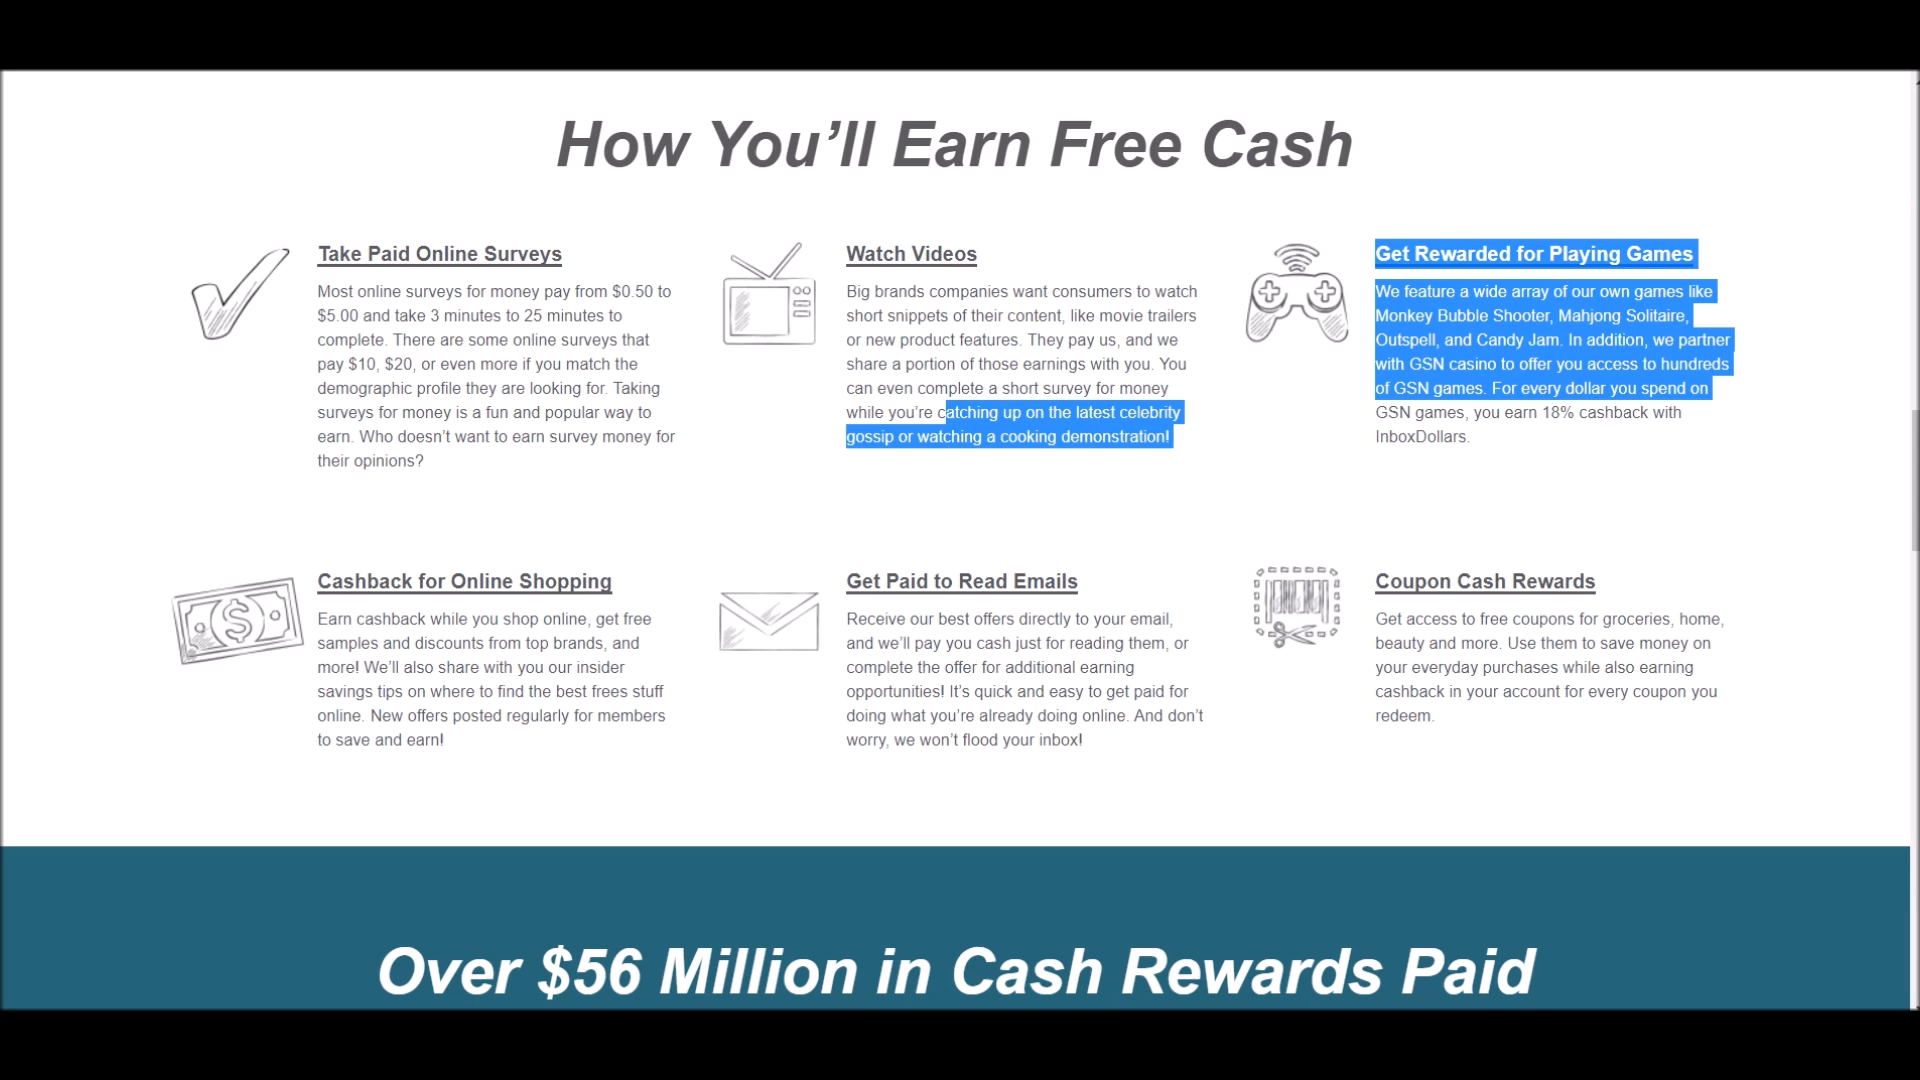 How You’ll Earn Free Cash
Take Paid Online Surveys
Most online surveys for money pay from $0.50 to
$5.00 and take 3 minutes to 25 minutes to
complete. There are some online surveys that
pay $10, $20, or even more if you match the
demographic profile they are looking for. Taking
surveys for money is a fun and popular way to
earn. Who doesn’t want to earn survey money for
their opinions?
Watch Videos
Big brands companies want consumers to watch
short snippets of their content, like movie trailers
or new product features. They pay us, and we
share a portion of those earnings with you. You
can even complete a short survey for money
while you’re catching up on the latest celebrity
gossip or watching a cooking demonstration!
Get Rewarded for Playing Games
We feature a wide array of our own games like
Monkey Bubble Shooter, Mahjong Solitaire,
Outspell, and Candy Jam. In addition, we partner
with GSN casino to offer you access to hundreds
of GSN games. For every dollar you spend on
GSN games, you earn 18% cashback with
InboxDollars.
Cashback for Online Shopping
Earn cashback while you shop online, get free
samples and discounts from top brands, and
more! We’ll also share with you our insider
savings tips on where to find the best frees stuff
online. New offers posted regularly for members
to save and earn!
Get Paid to Read Emails
Receive our best offers directly to your email,
and we’ll pay you cash just for reading them, or
complete the offer for additional earning
opportunities! It’s quick and easy to get paid for
doing what you’re already doing online. And don’t
worry, we won’t flood your inbox!
Coupon Cash Rewards
Get access to free coupons for groceries, home,
beauty and more. Use them to save money on
your everyday purchases while also earning
cashback in your account for every coupon you
redeem.
Over $56 Million in Cash Rewards Paid